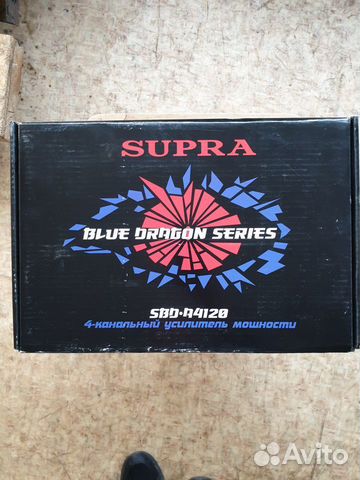 SUPRA
BLUE DRAGON SERIES
SBD-A4120
4-канальный усилитель мощности
Avito